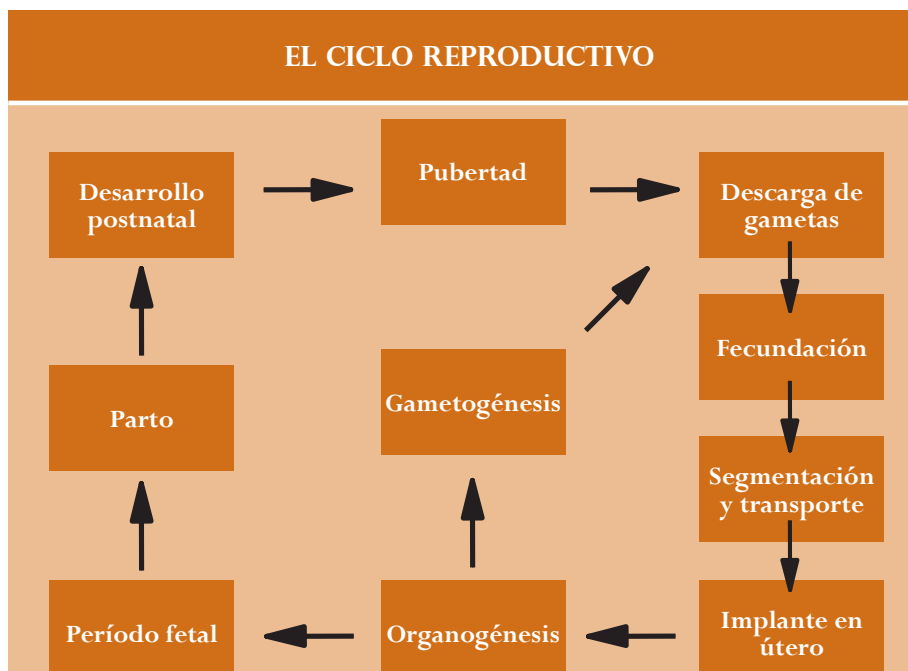 EL CICLO REPRODUCTIVO
Pubertad
Desarrollo
postnatal
Descarga de
gametas
Fecundación
Parto
Gametogénesis
Segmentación
y transporte
Período fetal
Organogénesis
Implante en
útero